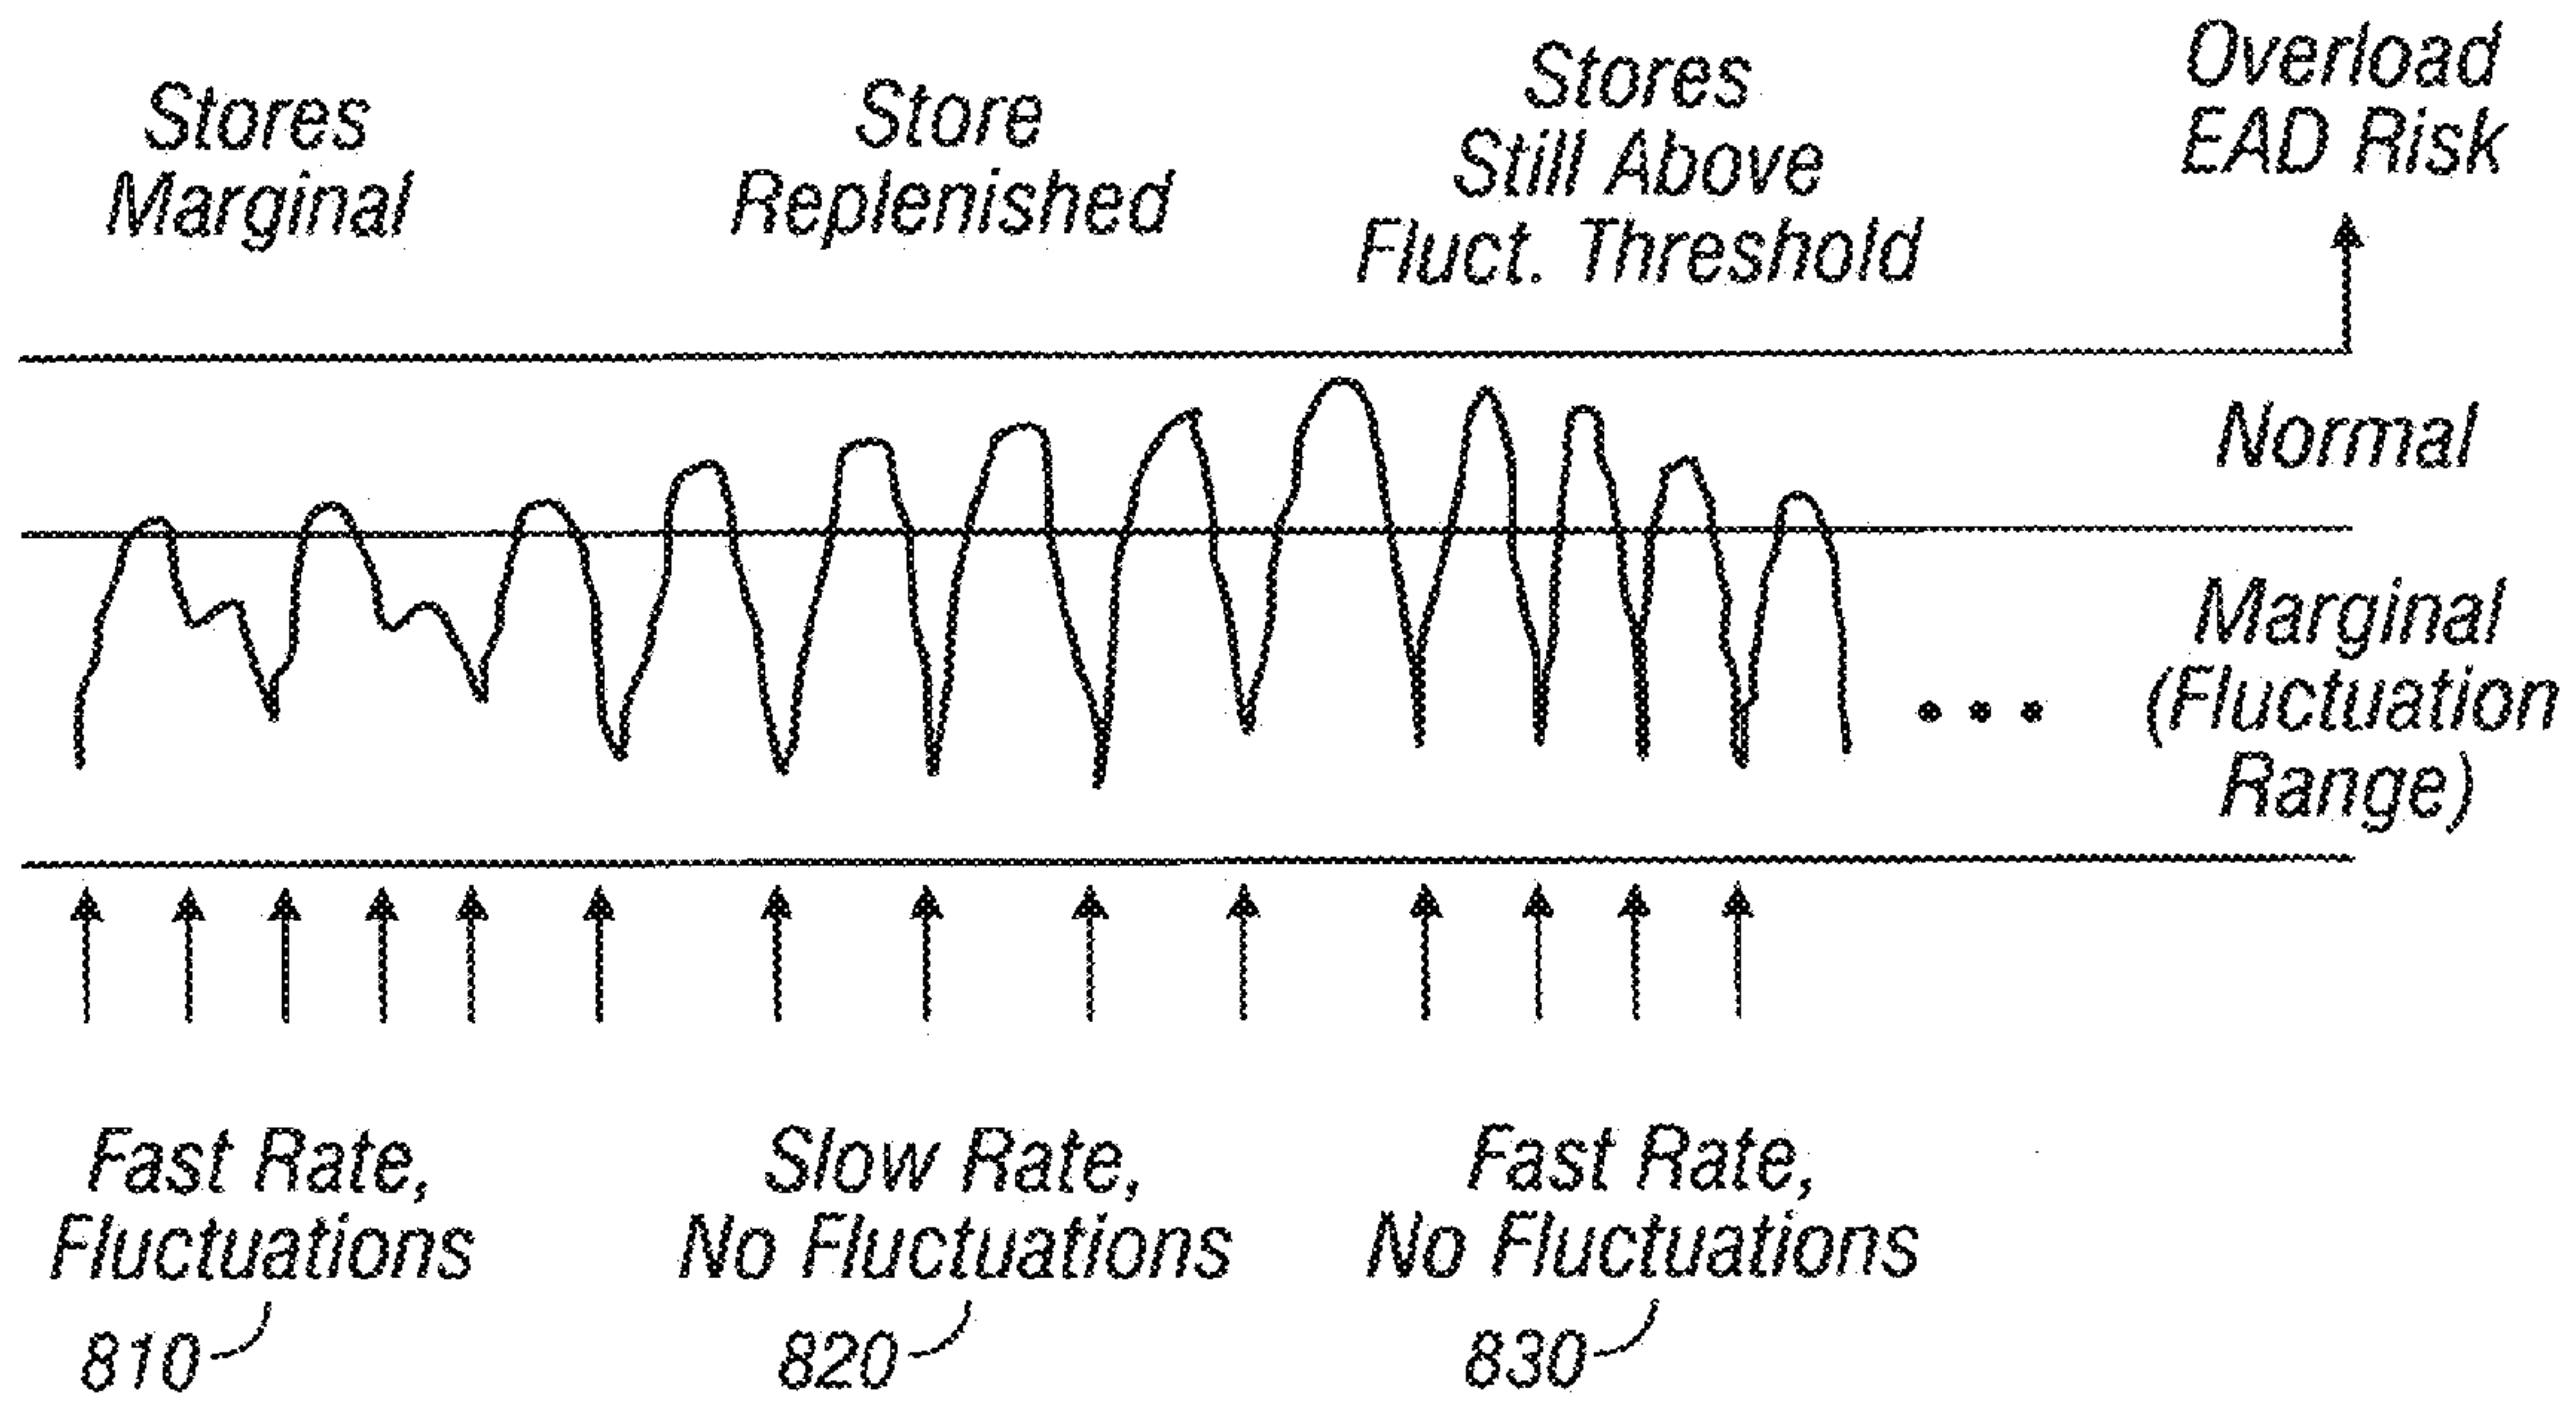 Stores
Marginal
Store
Replenished
Stores
Still Above
Fluct. Threshold
Overload
EAD Risk
Normal
Marginal
(Fluctuation
Range)
Fast Rate,
Fluctuations
810
Slow Rate,
No Fluctuations
820
Fast Rate,
No Fluctuations
830